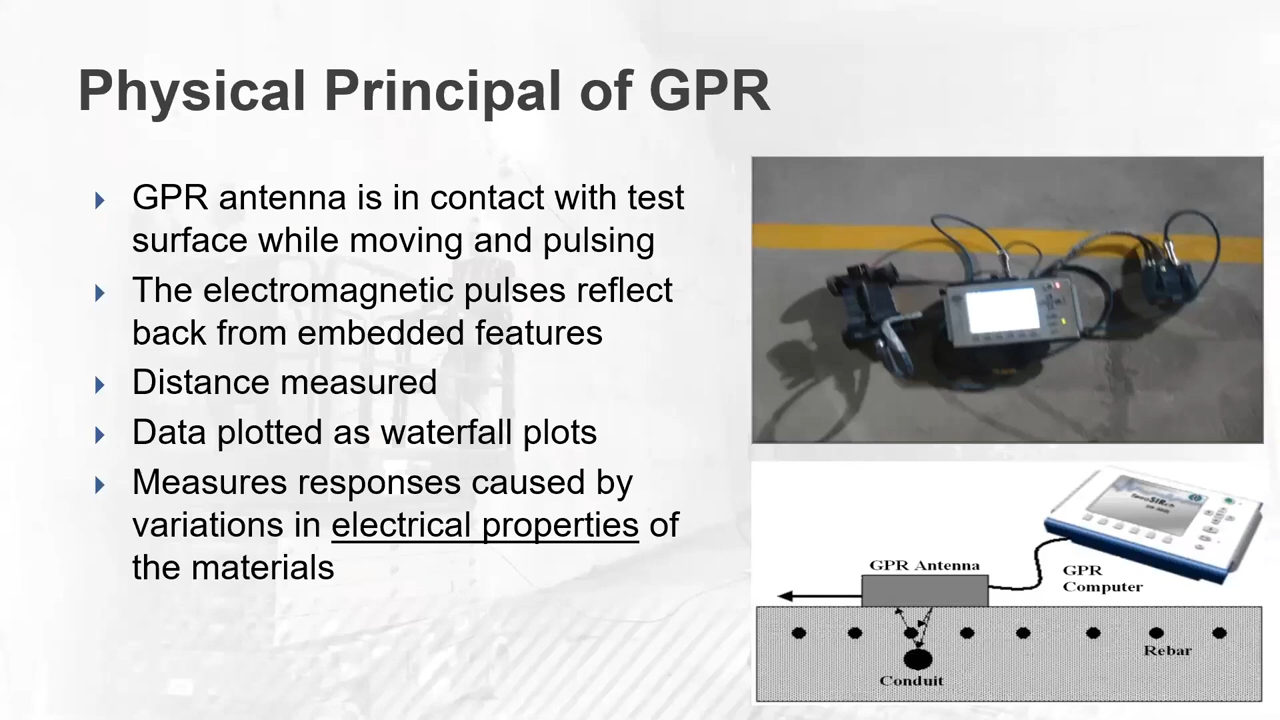 Physical Principal of GPR
GPR antenna is in contact with test
surface while moving and pulsing
The electromagnetic pulses reflect
back from embedded features
Distance measured
Data plotted as waterfall plots
Measures responses caused by
variations in electrical properties of
the materials
GPR Antenna
GPR
Computer
Rebar
Conduit